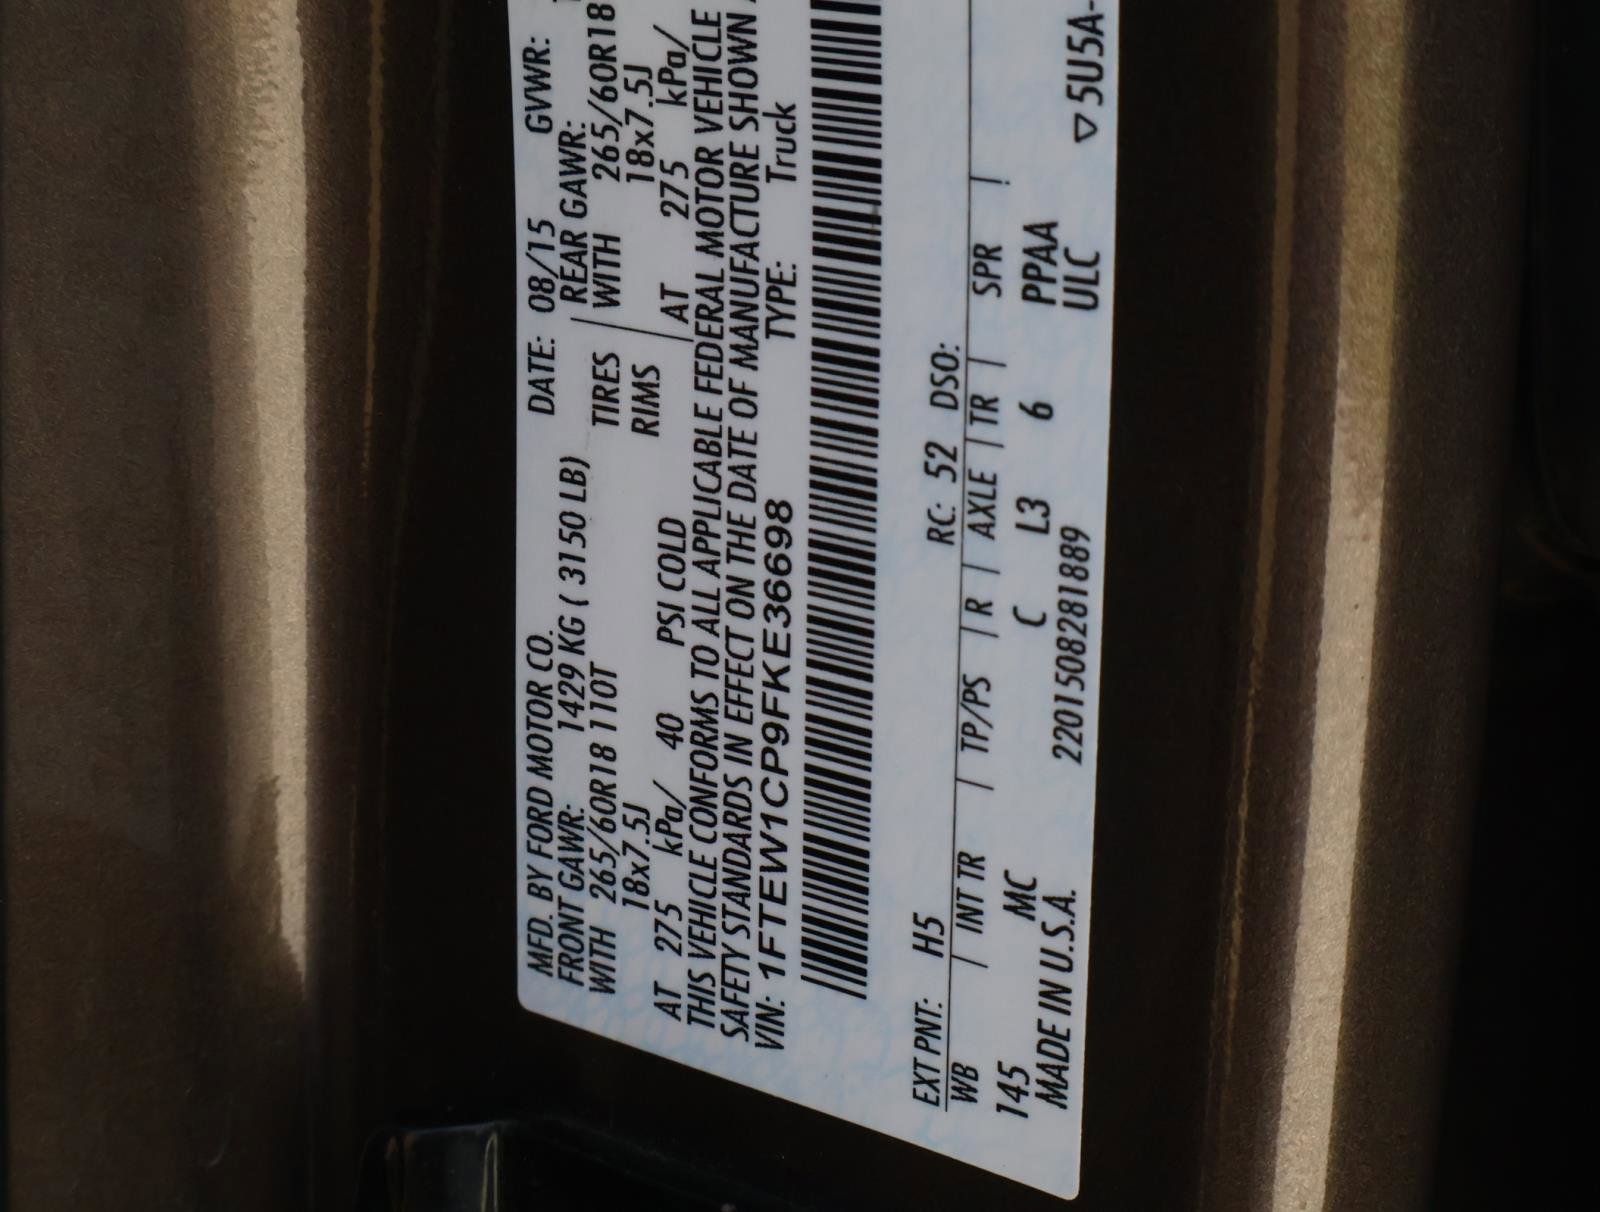 MFD. BY FORD MOTOR CO. DATE: 08/15 GVWR:
FRONT GAWR: 1429 KG ( 3150 LB) REAR GAWR:
WITH 265/60R18 110T TIRES WITH 265/60R18
18x7.5J RIMS 18x7.5J
AT 275 kPa/ 40 PSI COLD AT 275 kPa/
THIS VEHICLE CONFORMS TO ALL APPLICABLE FEDERAL MOTOR VEHICLE
SAFETY STANDARDS IN EFFECT ON THE DATE OF MANUFACTURE SHOWN
VIN: 1FTEW1CP9FKE36698 TYPE: Truck
EXT PNT: H5 RC: 52 DSO:
WB | INT TR | TP/PS | R | AXLE | TR | SPR |
145 MC C L3 6 PPAA
MADE IN U.S.A. 2201508281889 ULC ▽ 5U5A-